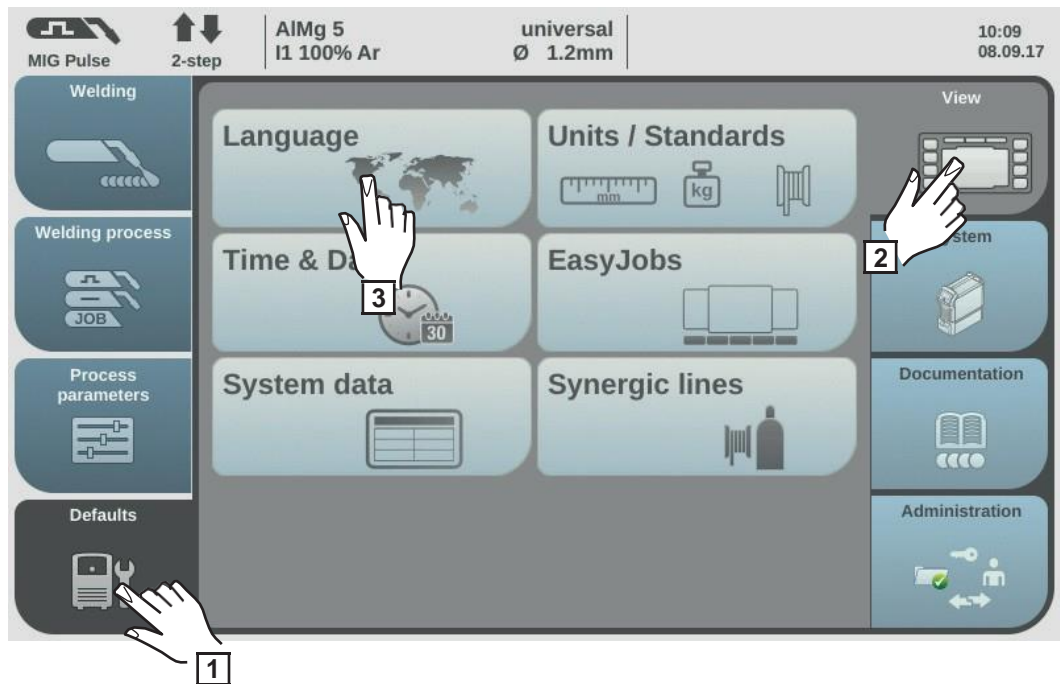 MIG Pulse
2-step
AlMg 5
I1 100% Ar
universal
Ø 1.2mm
10:09
08.09.17
Welding
Welding process
JOB
Process
parameters
Defaults
Language
Units / Standards
mm
kg
Time & D
30
EasyJobs
System data
Synergic lines
View
stem
Documentation
Administration
1
2
3